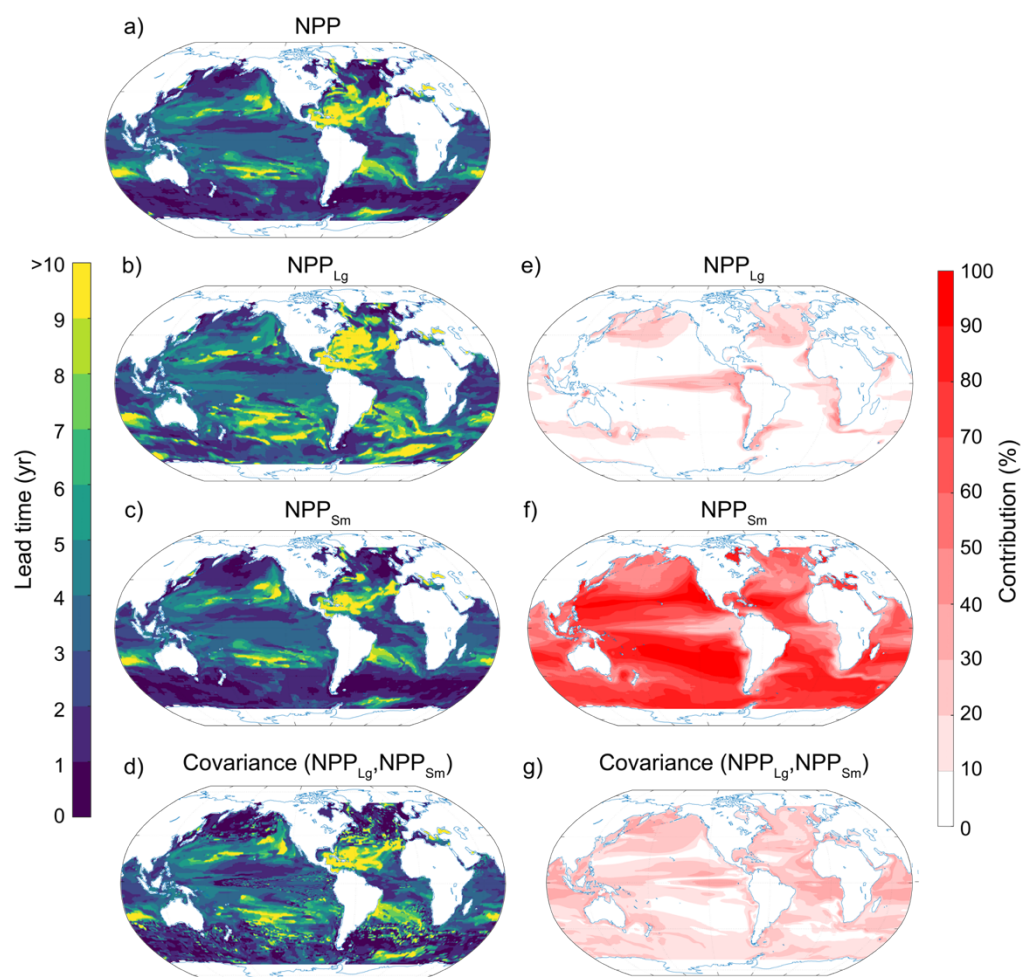 a) NPP
b) NPP_Lg
e) NPP_Lg
>10
9
8
7
6
5
4
3
2
1
0
Lead time (yr)
100
90
80
70
60
50
40
30
20
10
0
Contribution (%)
c) NPP_Sm
f) NPP_Sm
d) Covariance (NPP_Lg,NPP_Sm)
g) Covariance (NPP_Lg,NPP_Sm)